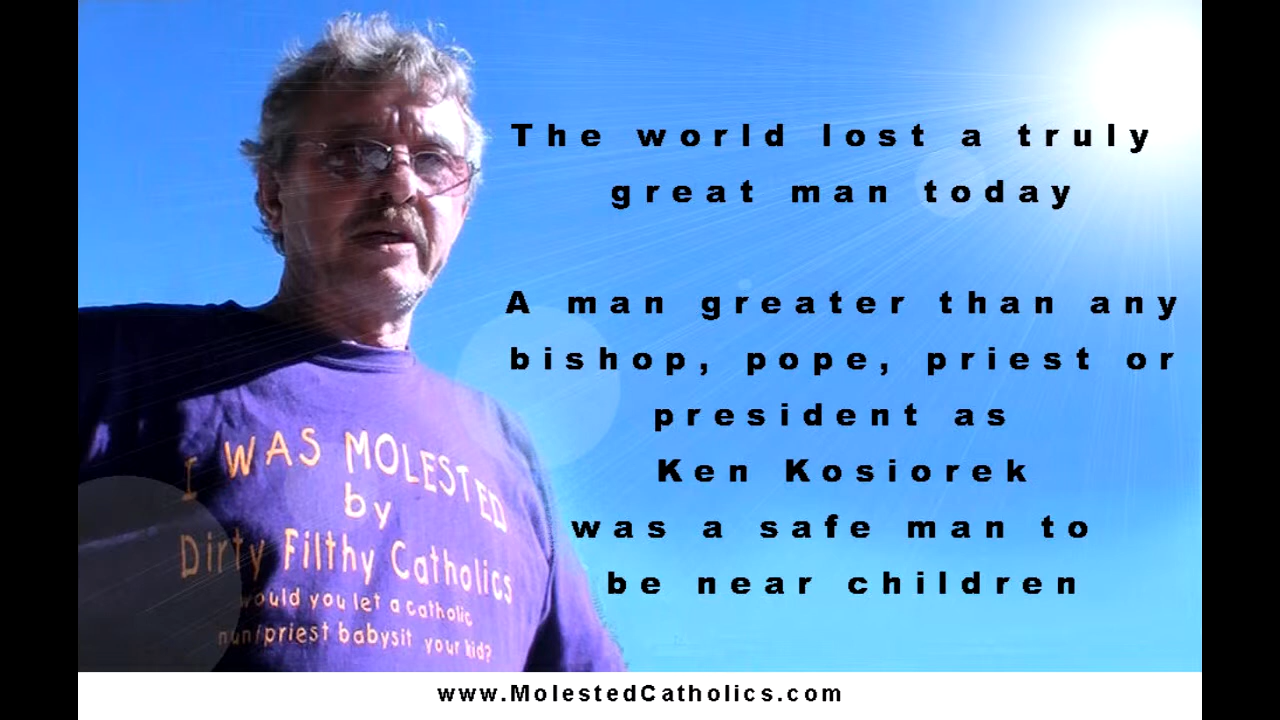 The world lost a truly
great man today
A man greater than any
bishop, pope, priest or
president as
Ken Kosiorek
was a safe man to
be near children
I WAS MOLESTED
by
Dirty Filthy Catholics
would you let a catholic
nun/priest babysit your kid?
www.MolestedCatholics.com